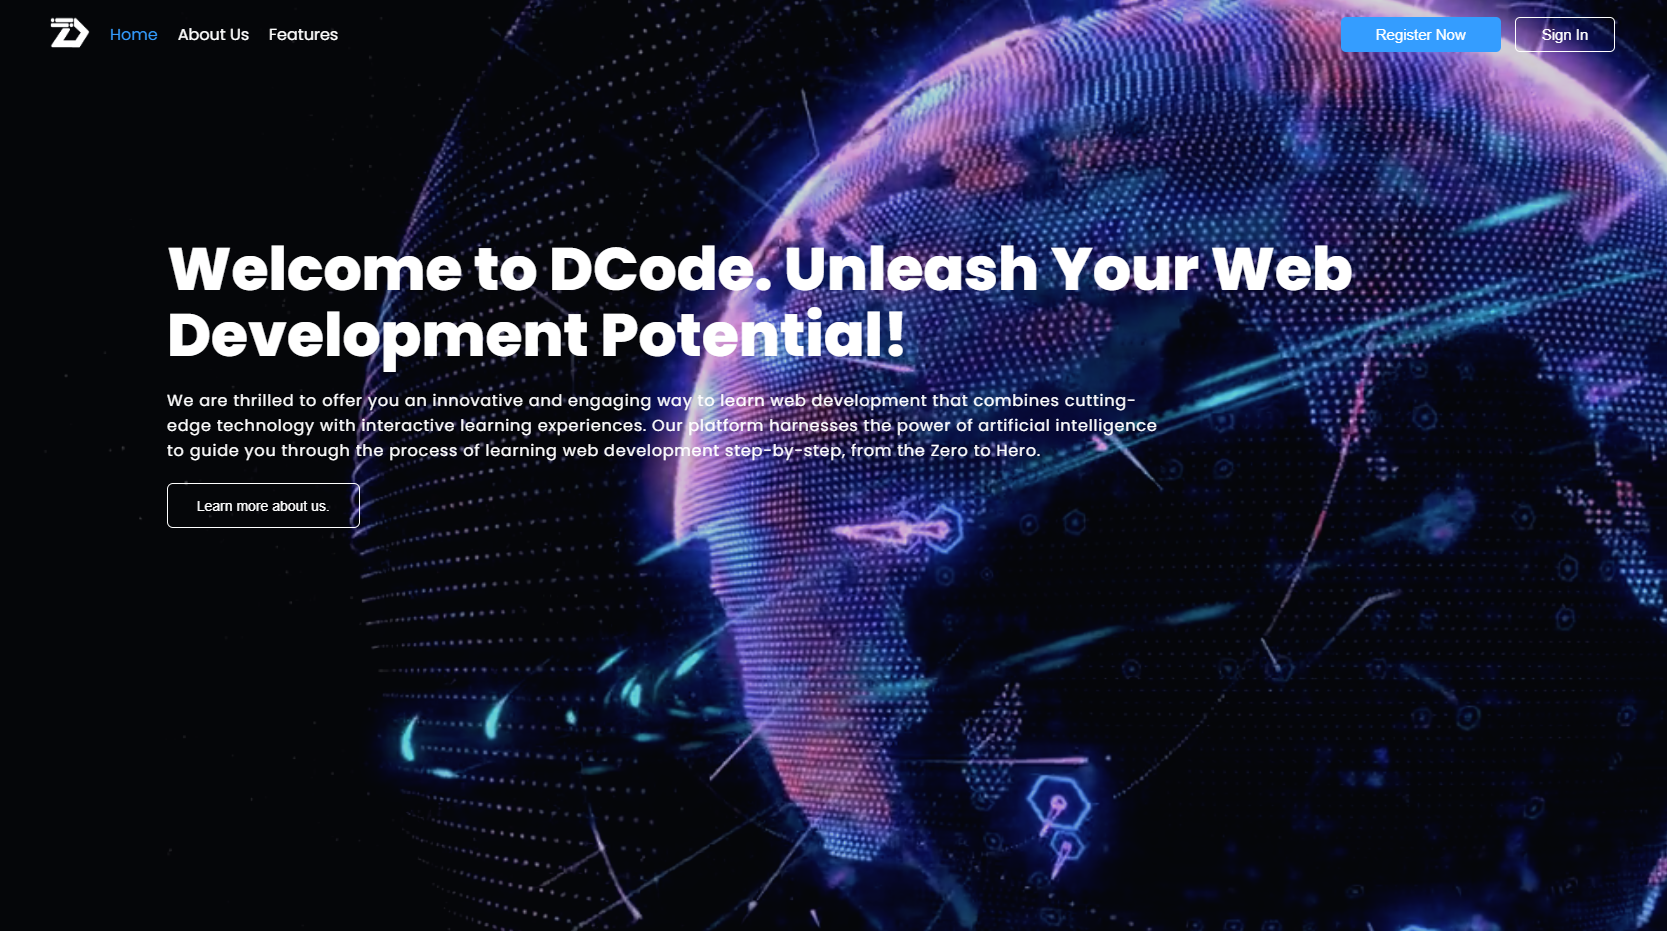 Home About Us Features Register Now Sign In
Welcome to DCode. Unleash Your Web
Development Potential!
We are thrilled to offer you an innovative and engaging way to learn web development that combines cutting-
edge technology with interactive learning experiences. Our platform harnesses the power of artificial intelligence
to guide you through the process of learning web development step-by-step, from the Zero to Hero.
Learn more about us.